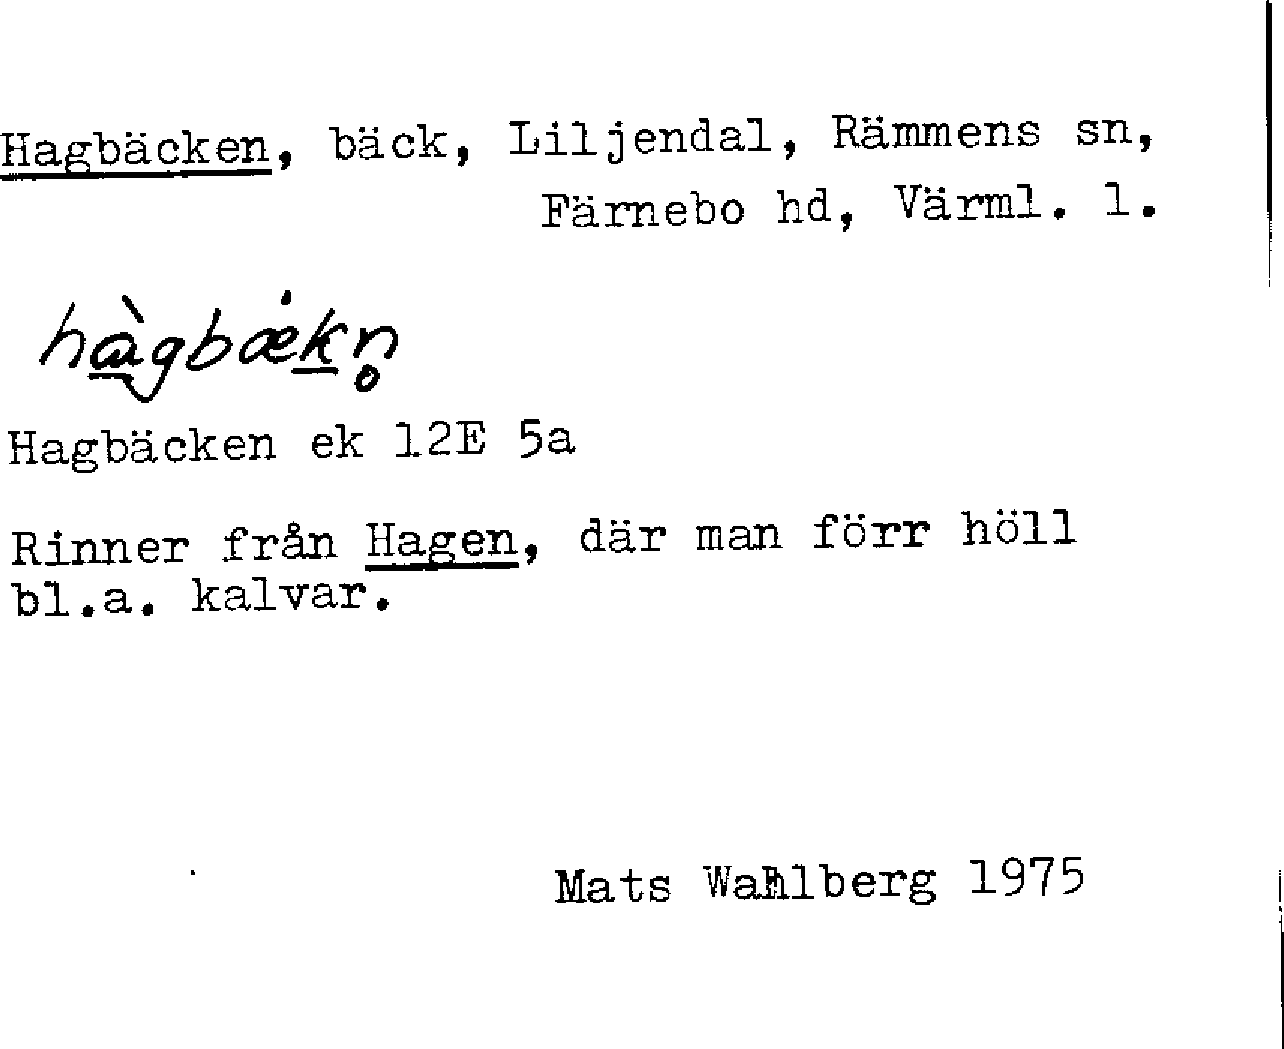 Hagbäcken, bäck, Liljendal, Rämmens sn,
Färnebo hd, Värml. l.
hàgbækn̥
Hagbäcken ek 12E 5a
Rinner från Hagen, där man förr höll
bl.a. kalvar.
Mats Wahlberg 1975